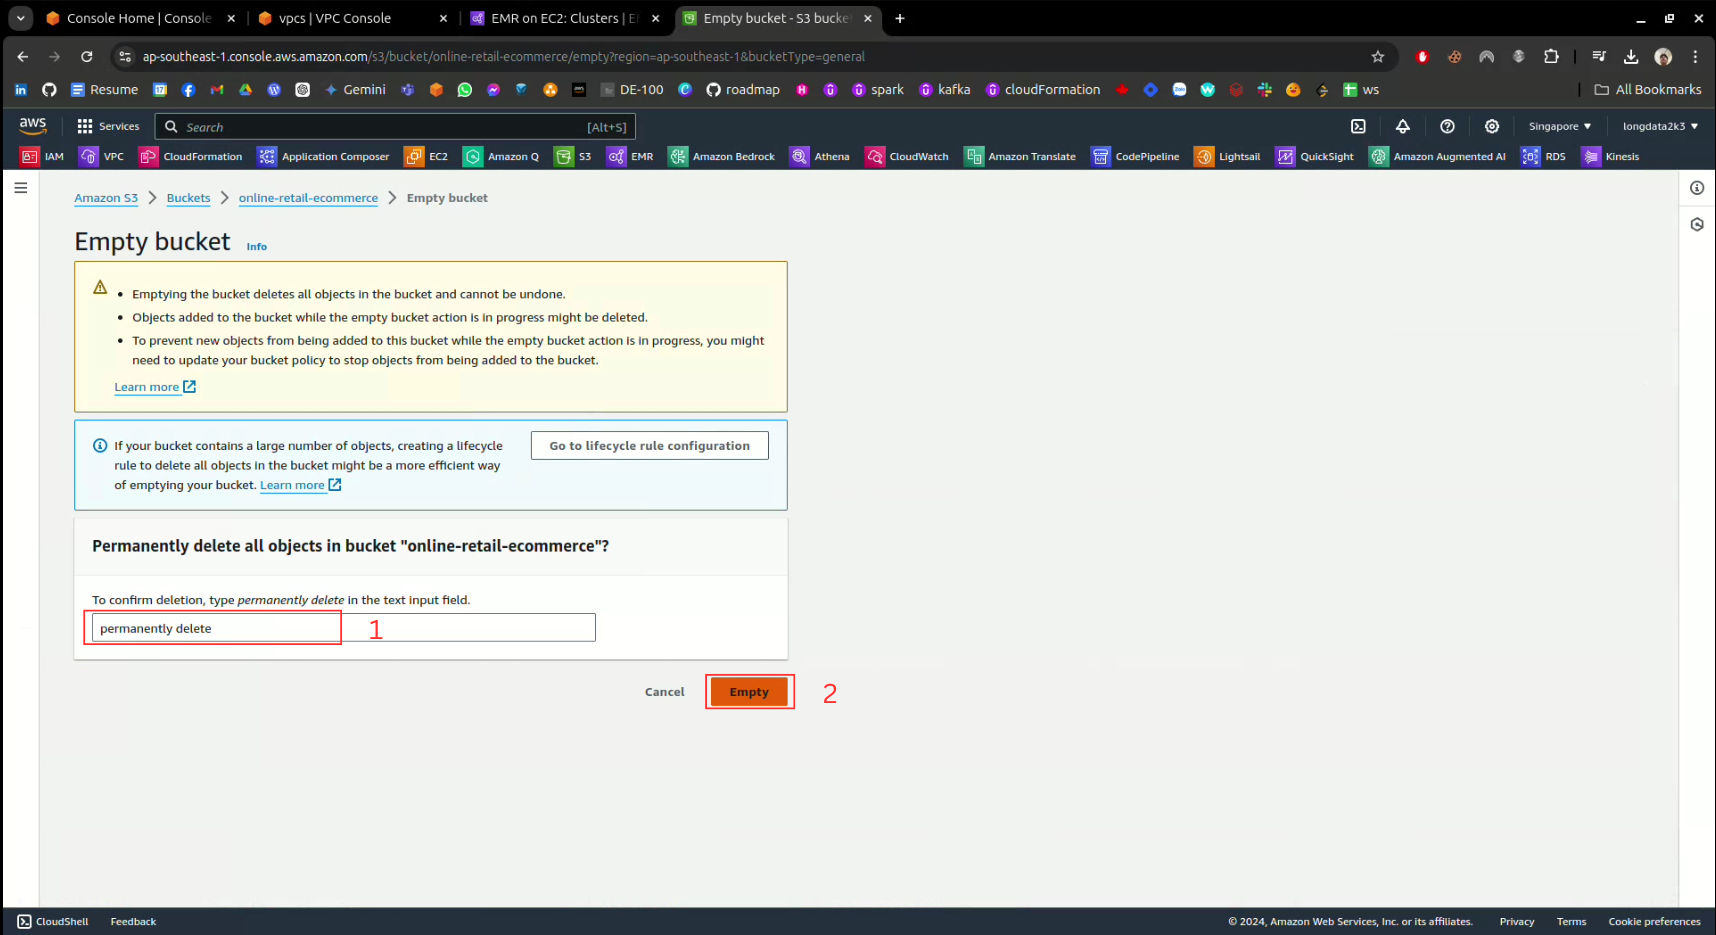 Console Home | Console
vpcs | VPC Console
EMR on EC2: Clusters | E
Empty bucket - S3 bucke
ap-southeast-1.console.aws.amazon.com/s3/bucket/online-retail-ecommerce/empty?region=ap-southeast-1&bucketType=general
Resume
Gemini
DE-100
roadmap
spark
kafka
cloudFormation
ws
All Bookmarks
aws
Services
Search
[Alt+S]
Singapore
longdata2k3
IAM
VPC
CloudFormation
Application Composer
EC2
Amazon Q
S3
EMR
Amazon Bedrock
Athena
CloudWatch
Amazon Translate
CodePipeline
Lightsail
QuickSight
Amazon Augmented AI
RDS
Kinesis
Amazon S3
Buckets
online-retail-ecommerce
Empty bucket
Empty bucket
Info
• Emptying the bucket deletes all objects in the bucket and cannot be undone.
• Objects added to the bucket while the empty bucket action is in progress might be deleted.
• To prevent new objects from being added to this bucket while the empty bucket action is in progress, you might
need to update your bucket policy to stop objects from being added to the bucket.
Learn more
If your bucket contains a large number of objects, creating a lifecycle
rule to delete all objects in the bucket might be a more efficient way
of emptying your bucket. Learn more
Go to lifecycle rule configuration
Permanently delete all objects in bucket "online-retail-ecommerce"?
To confirm deletion, type permanently delete in the text input field.
permanently delete
1
Cancel
Empty
2
CloudShell
Feedback
© 2024, Amazon Web Services, Inc. or its affiliates.
Privacy
Terms
Cookie preferences